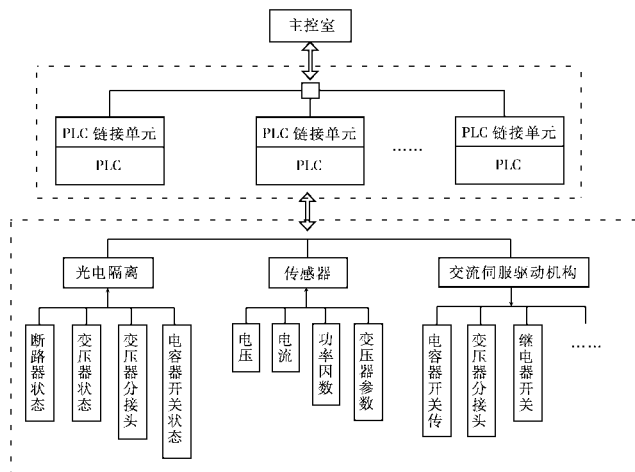 主控室
PLC 链接单元
PLC
PLC 链接单元
PLC
……
PLC 链接单元
PLC
光电隔离
传感器
交流伺服驱动机构
断路器状态
变压器状态
变压器分接头
电容器开关状态
电压
电流
功率因数
变压器参数
电容器开关传
变压器分接头
继电器开关
……